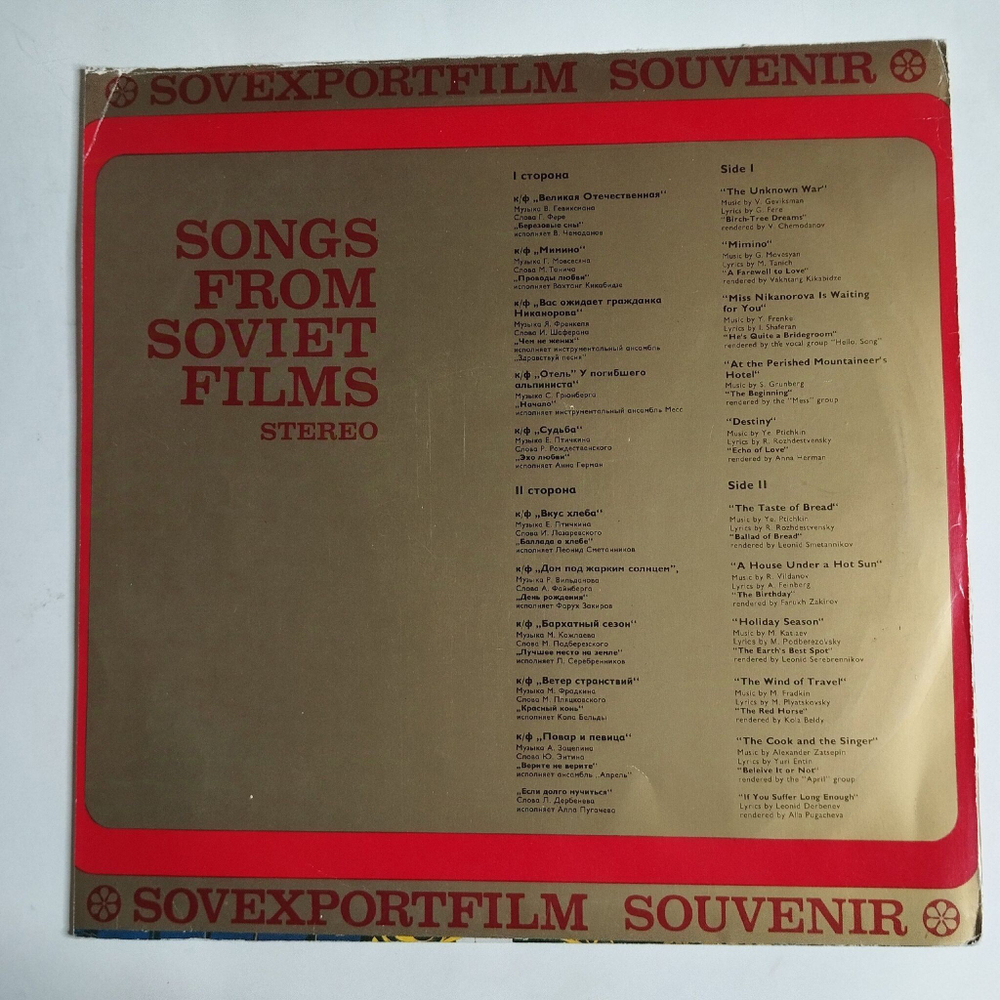 SOVEXPORTFILM SOUVENIR
SONGS
FROM
SOVIET
FILMS
STEREO
I сторона
к/ф „Великая Отечественная“
Музыка В. Гевиксмана
Слова Г. Фере
„Березовые сны“
исполняет В. Чемоданов
к/ф „Мимино“
Музыка Г. Мовсесяна
Слова М. Танича
„Проводы любви“
исполняет Вахтанг Кикабидзе
к/ф „Вас ожидает гражданка
Никанорова“
Музыка Я. Френкеля
Слова И. Шаферана
„Чем не жених“
исполняет инструментальный ансамбль
„Здравствуй песня“
к/ф „Отель” У погибшего
альпиниста“
Музыка С. Грюнберга
„Начало“
исполняет инструментальный ансамбль Месс
к/ф „Судьба“
Музыка Е. Птичкина
Слова Р. Рождественского
„Эхо любви“
исполняет Анна Герман
II сторона
к/ф „Вкус хлеба“
Музыка Е. Птичкина
Слова И. Лазаревского
„Баллада о хлебе“
исполняет Леонид Сметанников
к/ф „Дом под жарким солнцем”,
Музыка Р. Вильданова
Слова А. Файнберга
„День рождения“
исполняет Фарух Закиров
к/ф „Бархатный сезон“
Музыка М. Кажлаева
Слова М. Подберезского
„Лучшее место на земле“
исполняет Л. Серебренников
к/ф „Ветер странствий“
Музыка М. Фрадкина
Слова М. Пляцковского
„Красный конь“
исполняет Кола Бельды
к/ф „Повар и певица“
Музыка А. Зацепина
Слова Ю. Энтина
„Верите не верите“
исполняет ансамбль „Апрель“
„Если долго мучиться“
Слова Л. Дербенева
исполняет Алла Пугачева
Side I
“The Unknown War”
Music by V. Geviksman
Lyrics by G. Fere
“Birch-Tree Dreams”
rendered by V. Chemodanov
“Mimino”
Music by G. Movesyan
Lyrics by M. Tanich
“A Farewell to Love”
rendered by Vakhtang Kikabidze
“Miss Nikanorova Is Waiting
for You”
Music by Y. Frenkel
Lyrics by I. Shaferan
“He's Quite a Bridegroom”
rendered by the vocal group “Hello, Song”
“At the Perished Mountaineer's
Hotel”
Music by S. Grunberg
“The Beginning”
rendered by the “Mess” group
“Destiny”
Music by Ye. Ptichkin
Lyrics by R. Rozhdestvensky
“Echo of Love”
rendered by Anna Herman
Side II
“The Taste of Bread”
Music by Ye. Ptichkin
Lyrics by R. Rozhdestvensky
“Ballad of Bread”
rendered by Leonid Smetannikov
“A House Under a Hot Sun”
Music by R. Vildanov
Lyrics by A. Feinberg
“The Birthday”
rendered by Farukh Zakirov
“Holiday Season”
Music by M. Kazlaev
Lyrics by M. Podberezovsky
“The Earth's Best Spot”
rendered by Leonid Serebrennikov
“The Wind of Travel”
Music by M. Fradkin
Lyrics by M. Plyatskovsky
“The Red Horse”
rendered by Kola Beldy
“The Cook and the Singer”
Music by Alexander Zatsepin
Lyrics by Yuri Entin
“Beleive It or Not”
rendered by the “April” group
“If You Suffer Long Enough”
Lyrics by Leonid Derbenev
rendered by Alla Pugacheva
SOVEXPORTFILM SOUVENIR